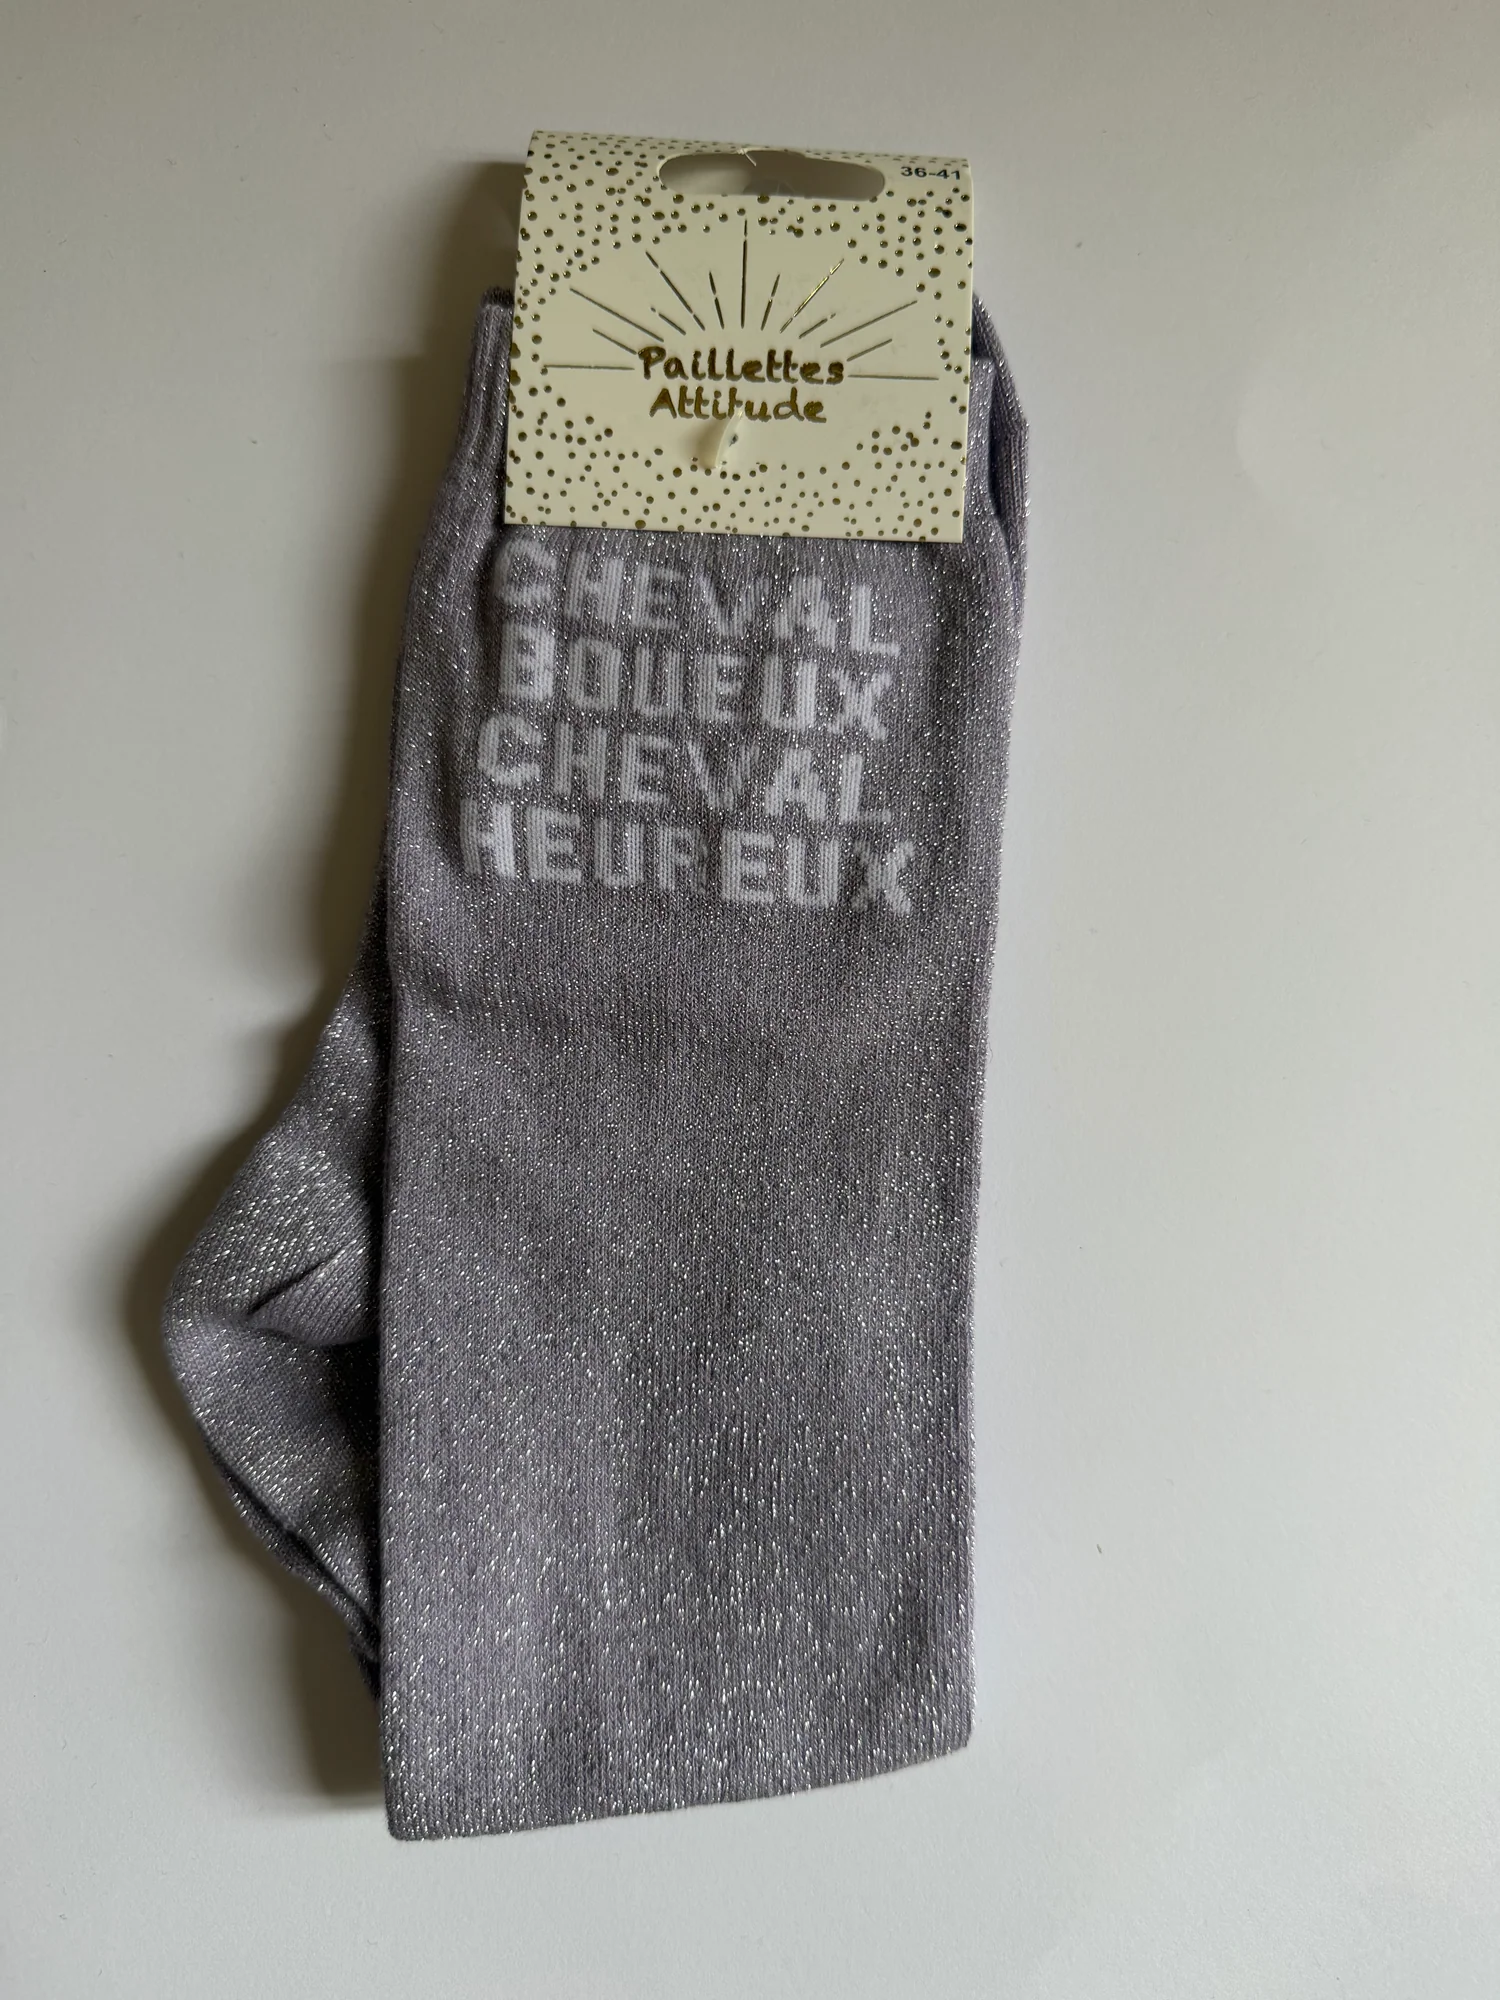 36-41
Paillettes
Attitude
CHEVAL
BOUEUX
CHEVAL
HEUREUX